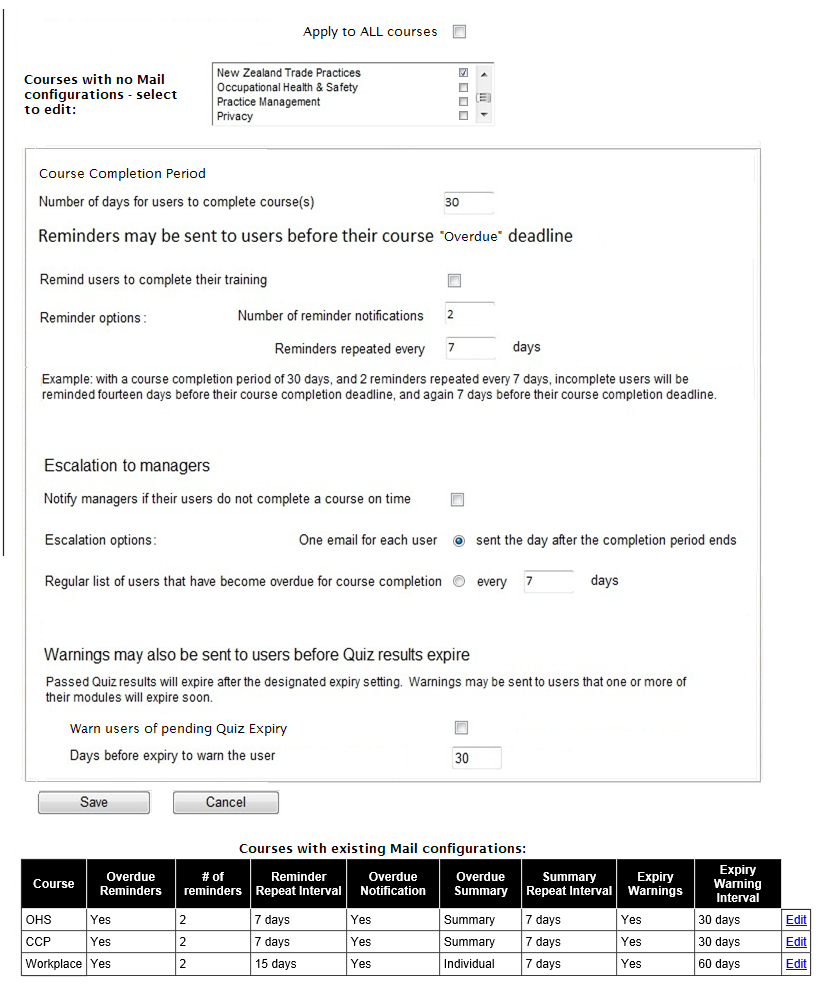 Apply to ALL courses
Courses with no Mail
configurations - select
to edit:
New Zealand Trade Practices
Occupational Health & Safety
Practice Management
Privacy
Course Completion Period
Number of days for users to complete course(s) 30
Reminders may be sent to users before their course "Overdue" deadline
Remind users to complete their training
Reminder options: Number of reminder notifications 2
Reminders repeated every 7 days
Example: with a course completion period of 30 days, and 2 reminders repeated every 7 days, incomplete users will be
reminded fourteen days before their course completion deadline, and again 7 days before their course completion deadline.
Escalation to managers
Notify managers if their users do not complete a course on time
Escalation options: One email for each user sent the day after the completion period ends
Regular list of users that have become overdue for course completion every 7 days
Warnings may also be sent to users before Quiz results expire
Passed Quiz results will expire after the designated expiry setting. Warnings may be sent to users that one or more of
their modules will expire soon.
Warn users of pending Quiz Expiry
Days before expiry to warn the user 30
Save Cancel
Courses with existing Mail configurations:
Course Overdue Reminders # of reminders Reminder Repeat Interval Overdue Notification Overdue Summary Summary Repeat Interval Expiry Warnings Expiry Warning Interval
OHS Yes 2 7 days Yes Summary 7 days Yes 30 days Edit
CCP Yes 2 7 days Yes Summary 7 days Yes 30 days Edit
Workplace Yes 2 15 days Yes Individual 7 days Yes 60 days Edit